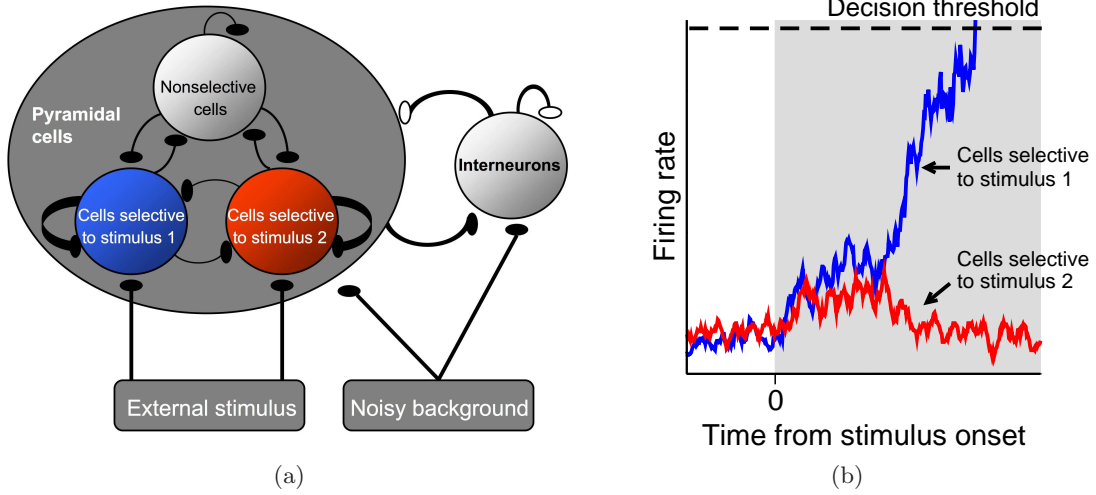 Nonselective
cells
Pyramidal
cells
Interneurons
Cells selective
to stimulus 1
Cells selective
to stimulus 2
External stimulus
Noisy background
(a)
Decision threshold
Firing rate
Cells selective
to stimulus 1
Cells selective
to stimulus 2
0
Time from stimulus onset
(b)